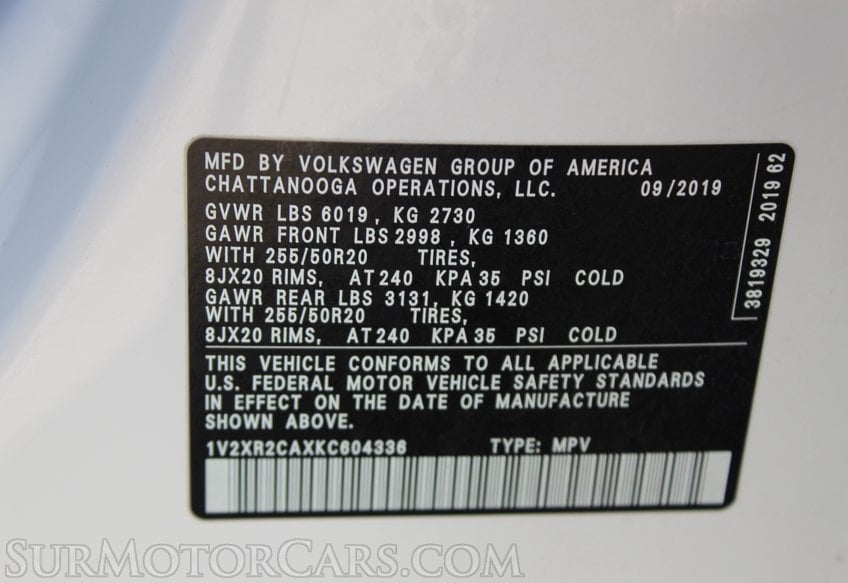 MFD BY VOLKSWAGEN GROUP OF AMERICA
CHATTANOOGA OPERATIONS, LLC. 09/2019
GVWR LBS 6019, KG 2730
GAWR FRONT LBS 2998, KG 1360
WITH 255/50R20 TIRES,
8JX20 RIMS, AT 240 KPA 35 PSI COLD
GAWR REAR LBS 3131, KG 1420
WITH 255/50R20 TIRES,
8JX20 RIMS, AT 240 KPA 35 PSI COLD
THIS VEHICLE CONFORMS TO ALL APPLICABLE
U.S. FEDERAL MOTOR VEHICLE SAFETY STANDARDS
IN EFFECT ON THE DATE OF MANUFACTURE
SHOWN ABOVE.
1V2XR2CAXKC604336 TYPE: MPV
3819329 2019 62
SURMOTORCARS.COM